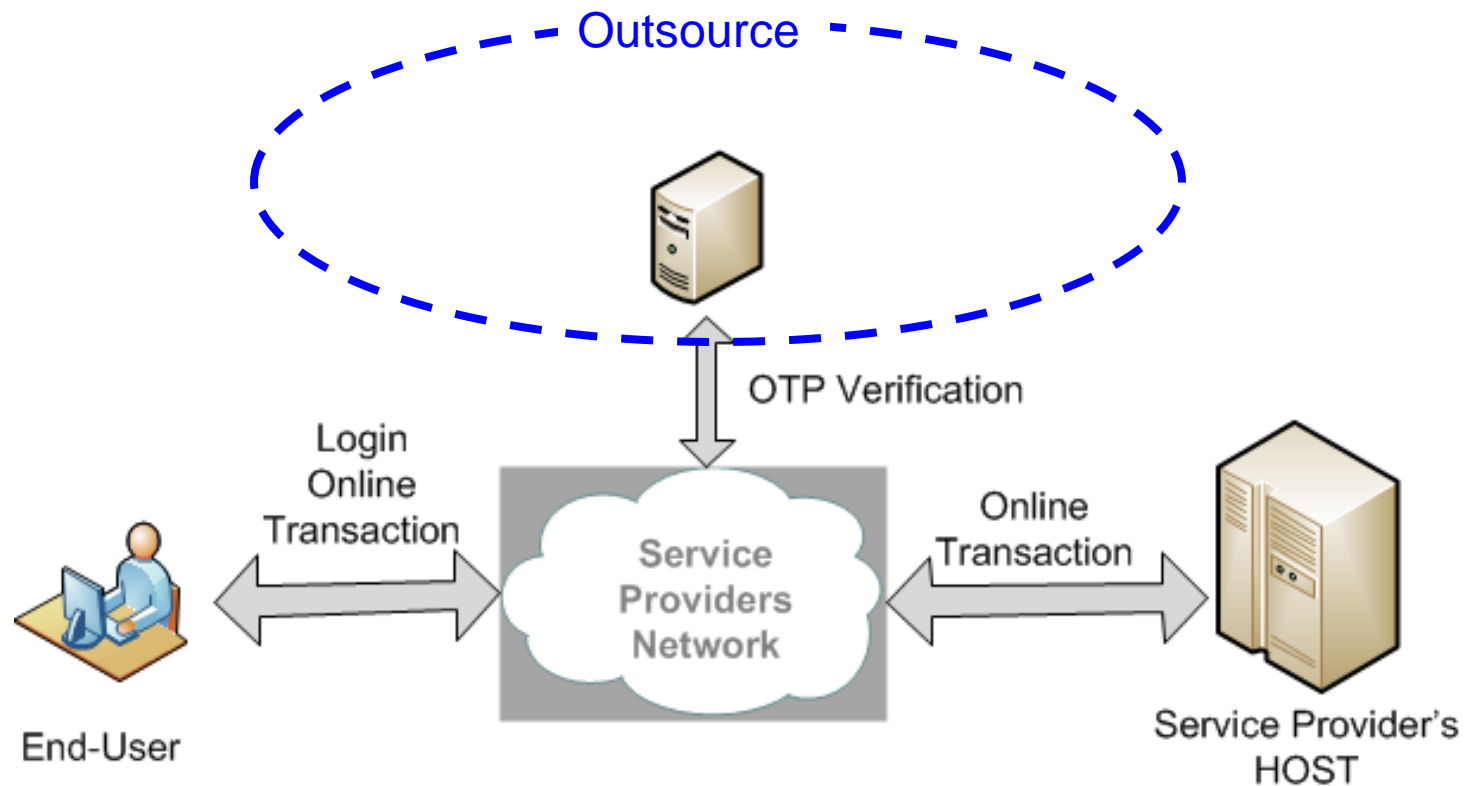 Outsource
OTP Verification
Login
Online
Transaction
Service
Providers
Network
Online
Transaction
End-User
Service Provider's
HOST